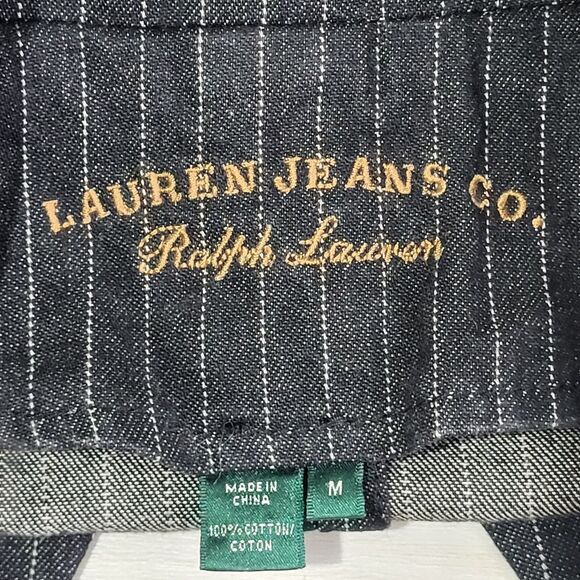 LAUREN JEANS CO.
Ralph Lauren
MADE IN
CHINA
100% COTTON/
COTON
M